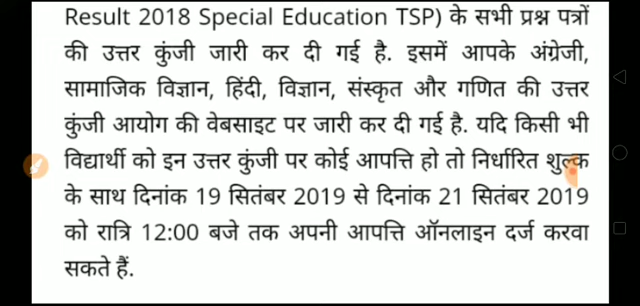 Result 2018 Special Education TSP) के सभी प्रश्न पत्रों
की उत्तर कुंजी जारी कर दी गई है. इसमें आपके अंग्रेजी,
सामाजिक विज्ञान, हिंदी, विज्ञान, संस्कृत और गणित की उत्तर
कुंजी आयोग की वेबसाइट पर जारी कर दी गई है. यदि किसी भी
विद्यार्थी को इन उत्तर कुंजी पर कोई आपत्ति हो तो निर्धारित शुल्क
के साथ दिनांक 19 सितंबर 2019 से दिनांक 21 सितंबर 2019
को रात्रि 12:00 बजे तक अपनी आपत्ति ऑनलाइन दर्ज करवा
सकते हैं.